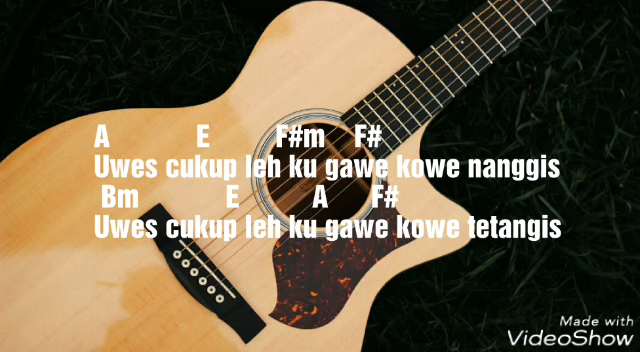 A E F#m F#
Uwes cukup leh ku gawe kowe nanggis
Bm E A F#
Uwes cukup leh ku gawe kowe tetangis
Made with
VideoShow